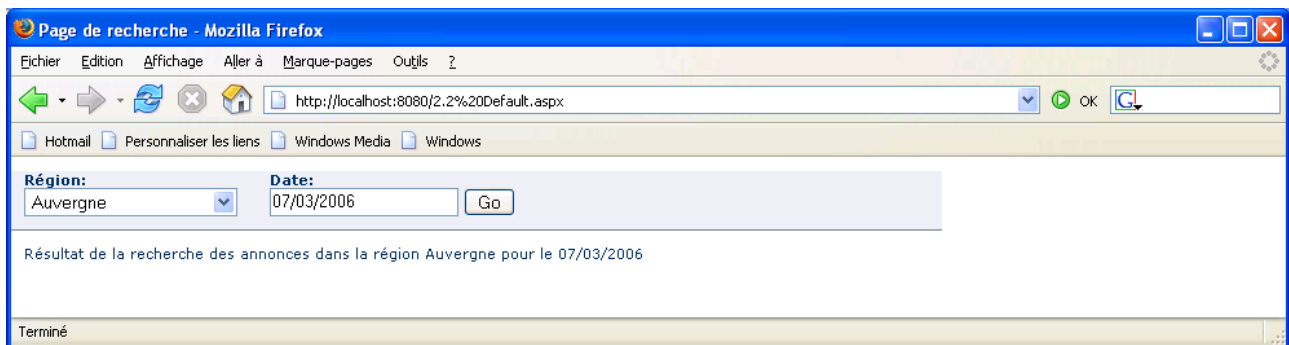 Page de recherche - Mozilla Firefox
Fichier Edition Affichage Aller à Marque-pages Outils ?
http://localhost:8080/2.2%20Default.aspx OK G
Hotmail Personnaliser les liens Windows Media Windows
Région: Date:
Auvergne 07/03/2006 Go
Résultat de la recherche des annonces dans la région Auvergne pour le 07/03/2006
Terminé